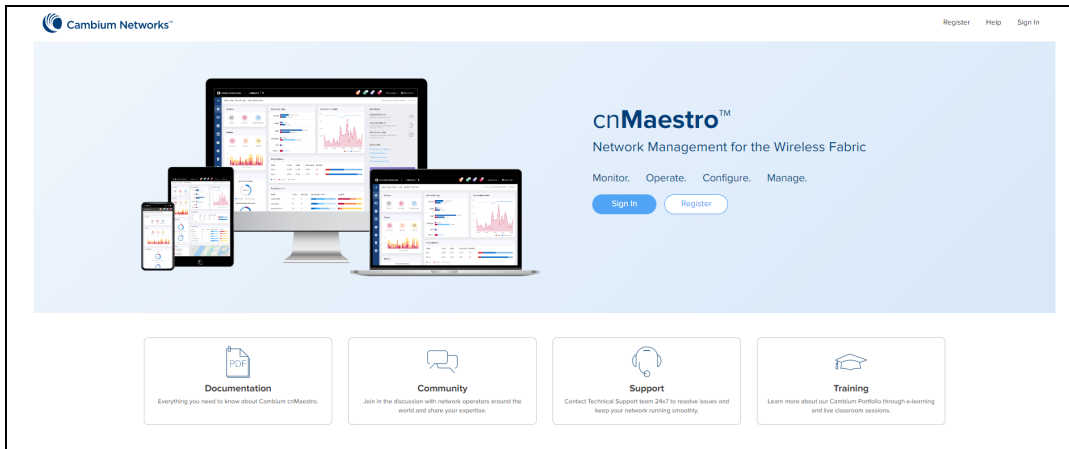 Cambium Networks™
Register Help Sign In
cnMaestro™
Network Management for the Wireless Fabric
Monitor. Operate. Configure. Manage.
Sign In Register
PDF
Documentation
Everything you need to know about Cambium cnMaestro.
Community
Join in the discussion with network operators around the
world and share your expertise.
Support
Contact Technical Support team 24x7 to resolve issues and
keep your network running smoothly.
Training
Learn more about our Cambium Portfolio through e-learning
and live classroom sessions.